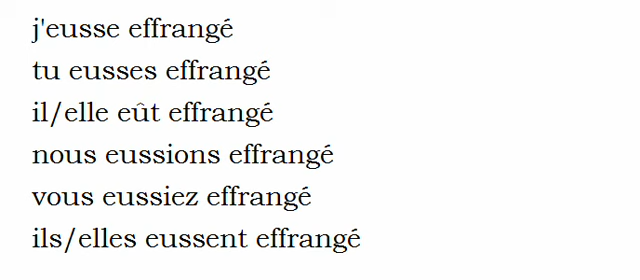 j'eusse effrangé
tu eusses effrangé
il/elle eût effrangé
nous eussions effrangé
vous eussiez effrangé
ils/elles eussent effrangé